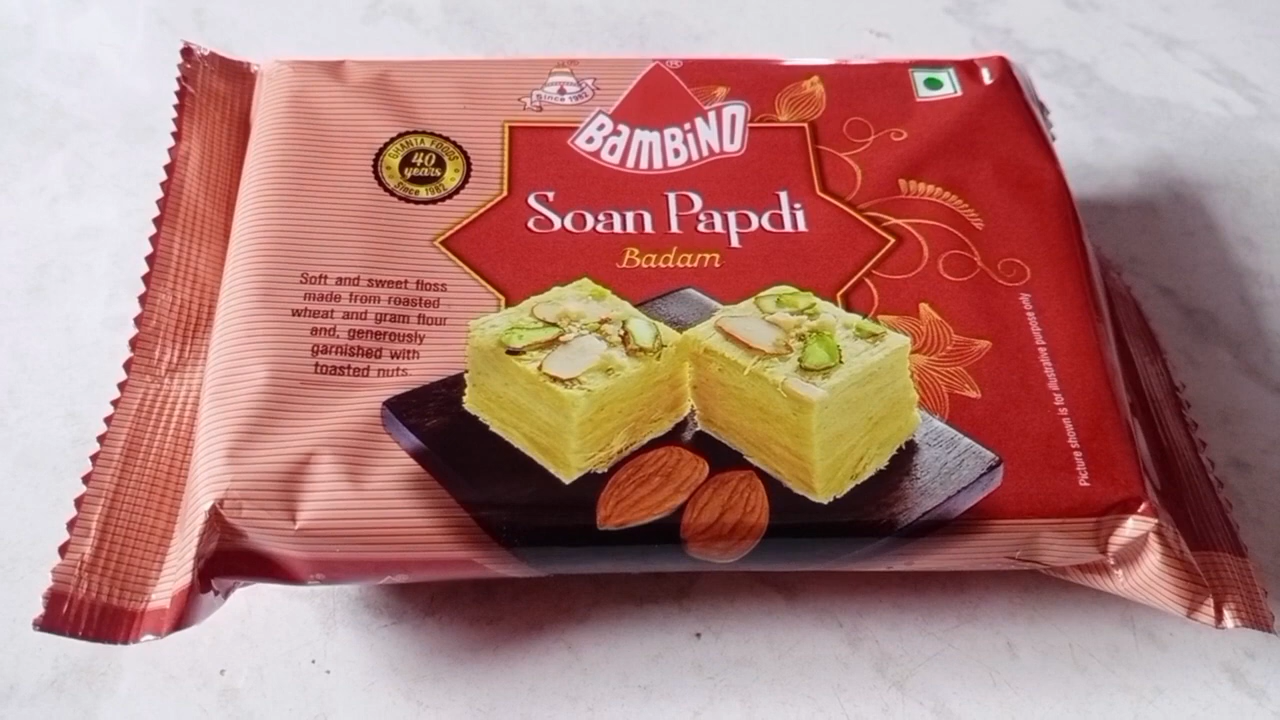 Since 1982
BAMBINO
®
GHANTA FOODS
40
years
Since 1982
Soan Papdi
Badam
Soft and sweet floss
made from roasted
wheat and gram flour
and, generously
garnished with
toasted nuts.
Picture shown is for illustrative purpose only